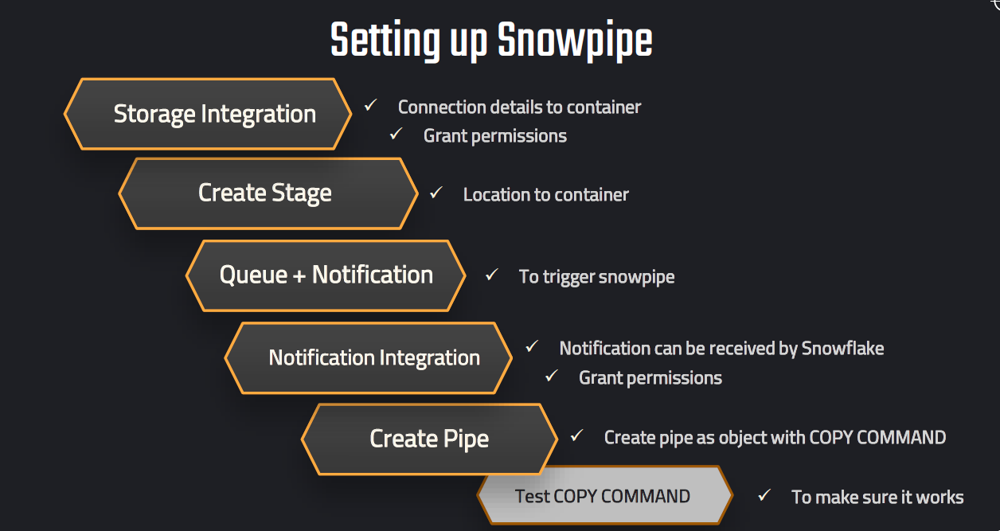 Setting up Snowpipe
Storage Integration
✓ Connection details to container
✓ Grant permissions
Create Stage
✓ Location to container
Queue + Notification
✓ To trigger snowpipe
Notification Integration
✓ Notification can be received by Snowflake
✓ Grant permissions
Create Pipe
✓ Create pipe as object with COPY COMMAND
Test COPY COMMAND
✓ To make sure it works